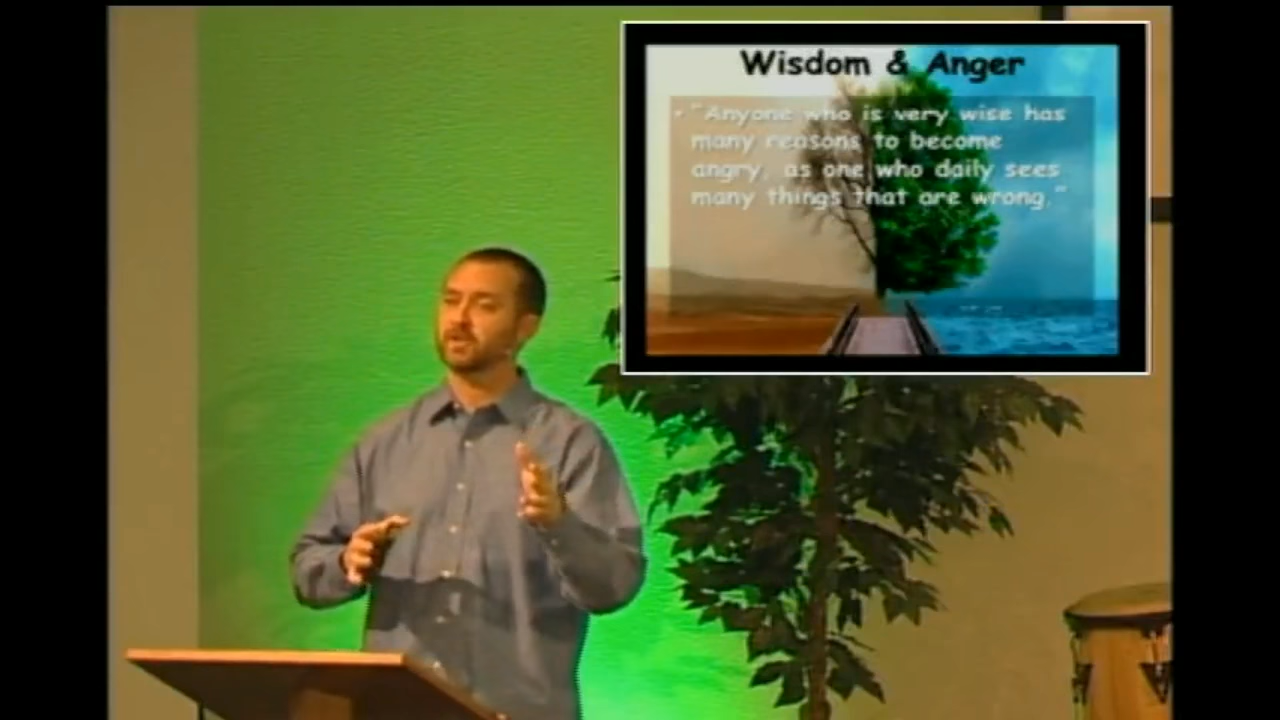 Wisdom & Anger
• "Anyone who is very wise has
many reasons to become
angry, as one who daily sees
many things that are wrong."